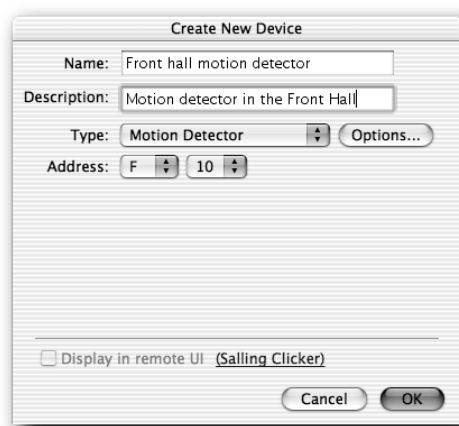 Create New Device
Name: Front hall motion detector
Description: Motion detector in the Front Hall
Type: Motion Detector Options...
Address: F 10
Display in remote UI (Salling Clicker)
Cancel OK